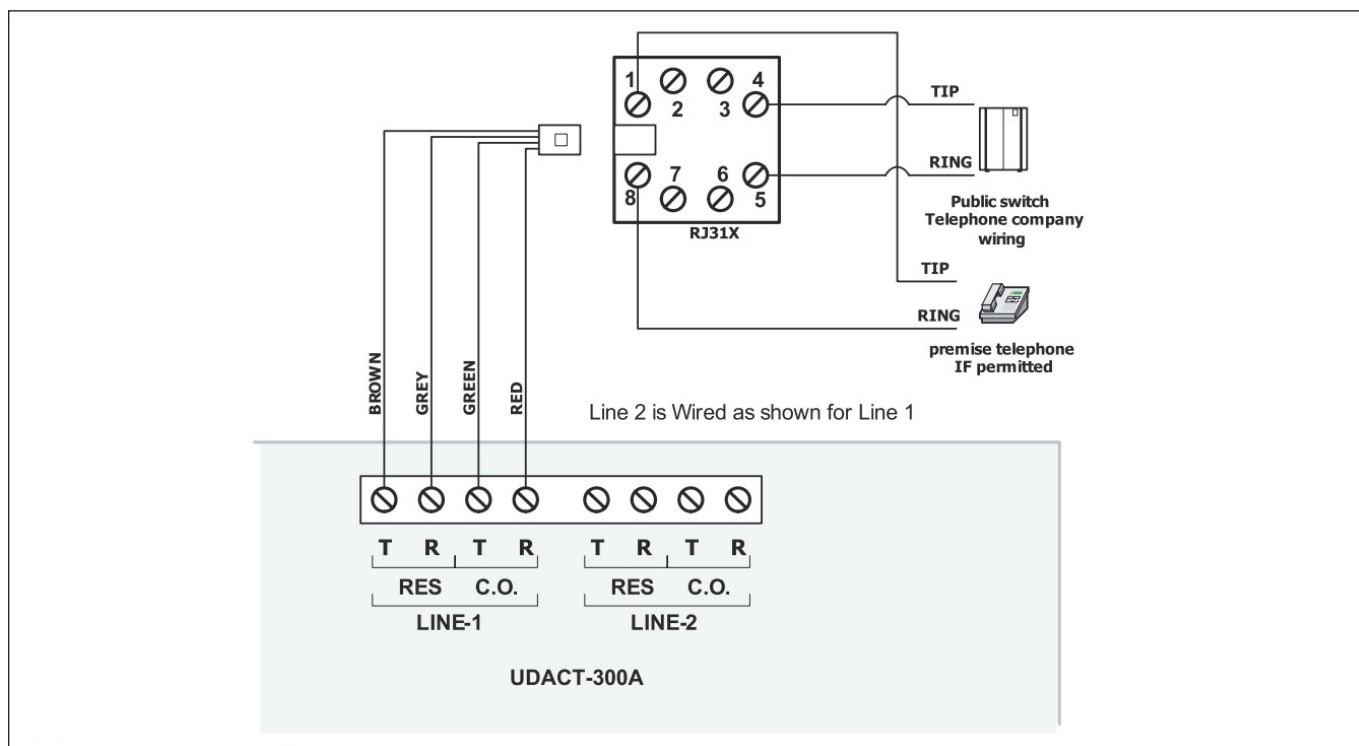 1 4
2 3
TIP
RING
7 6
8 5
RJ31X
Public switch
Telephone company
wiring
TIP
RING
premise telephone
IF permitted
BROWN
GREY
GREEN
RED
Line 2 is Wired as shown for Line 1
T R T R T R T R
RES C.O. RES C.O.
LINE-1 LINE-2
UDACT-300A